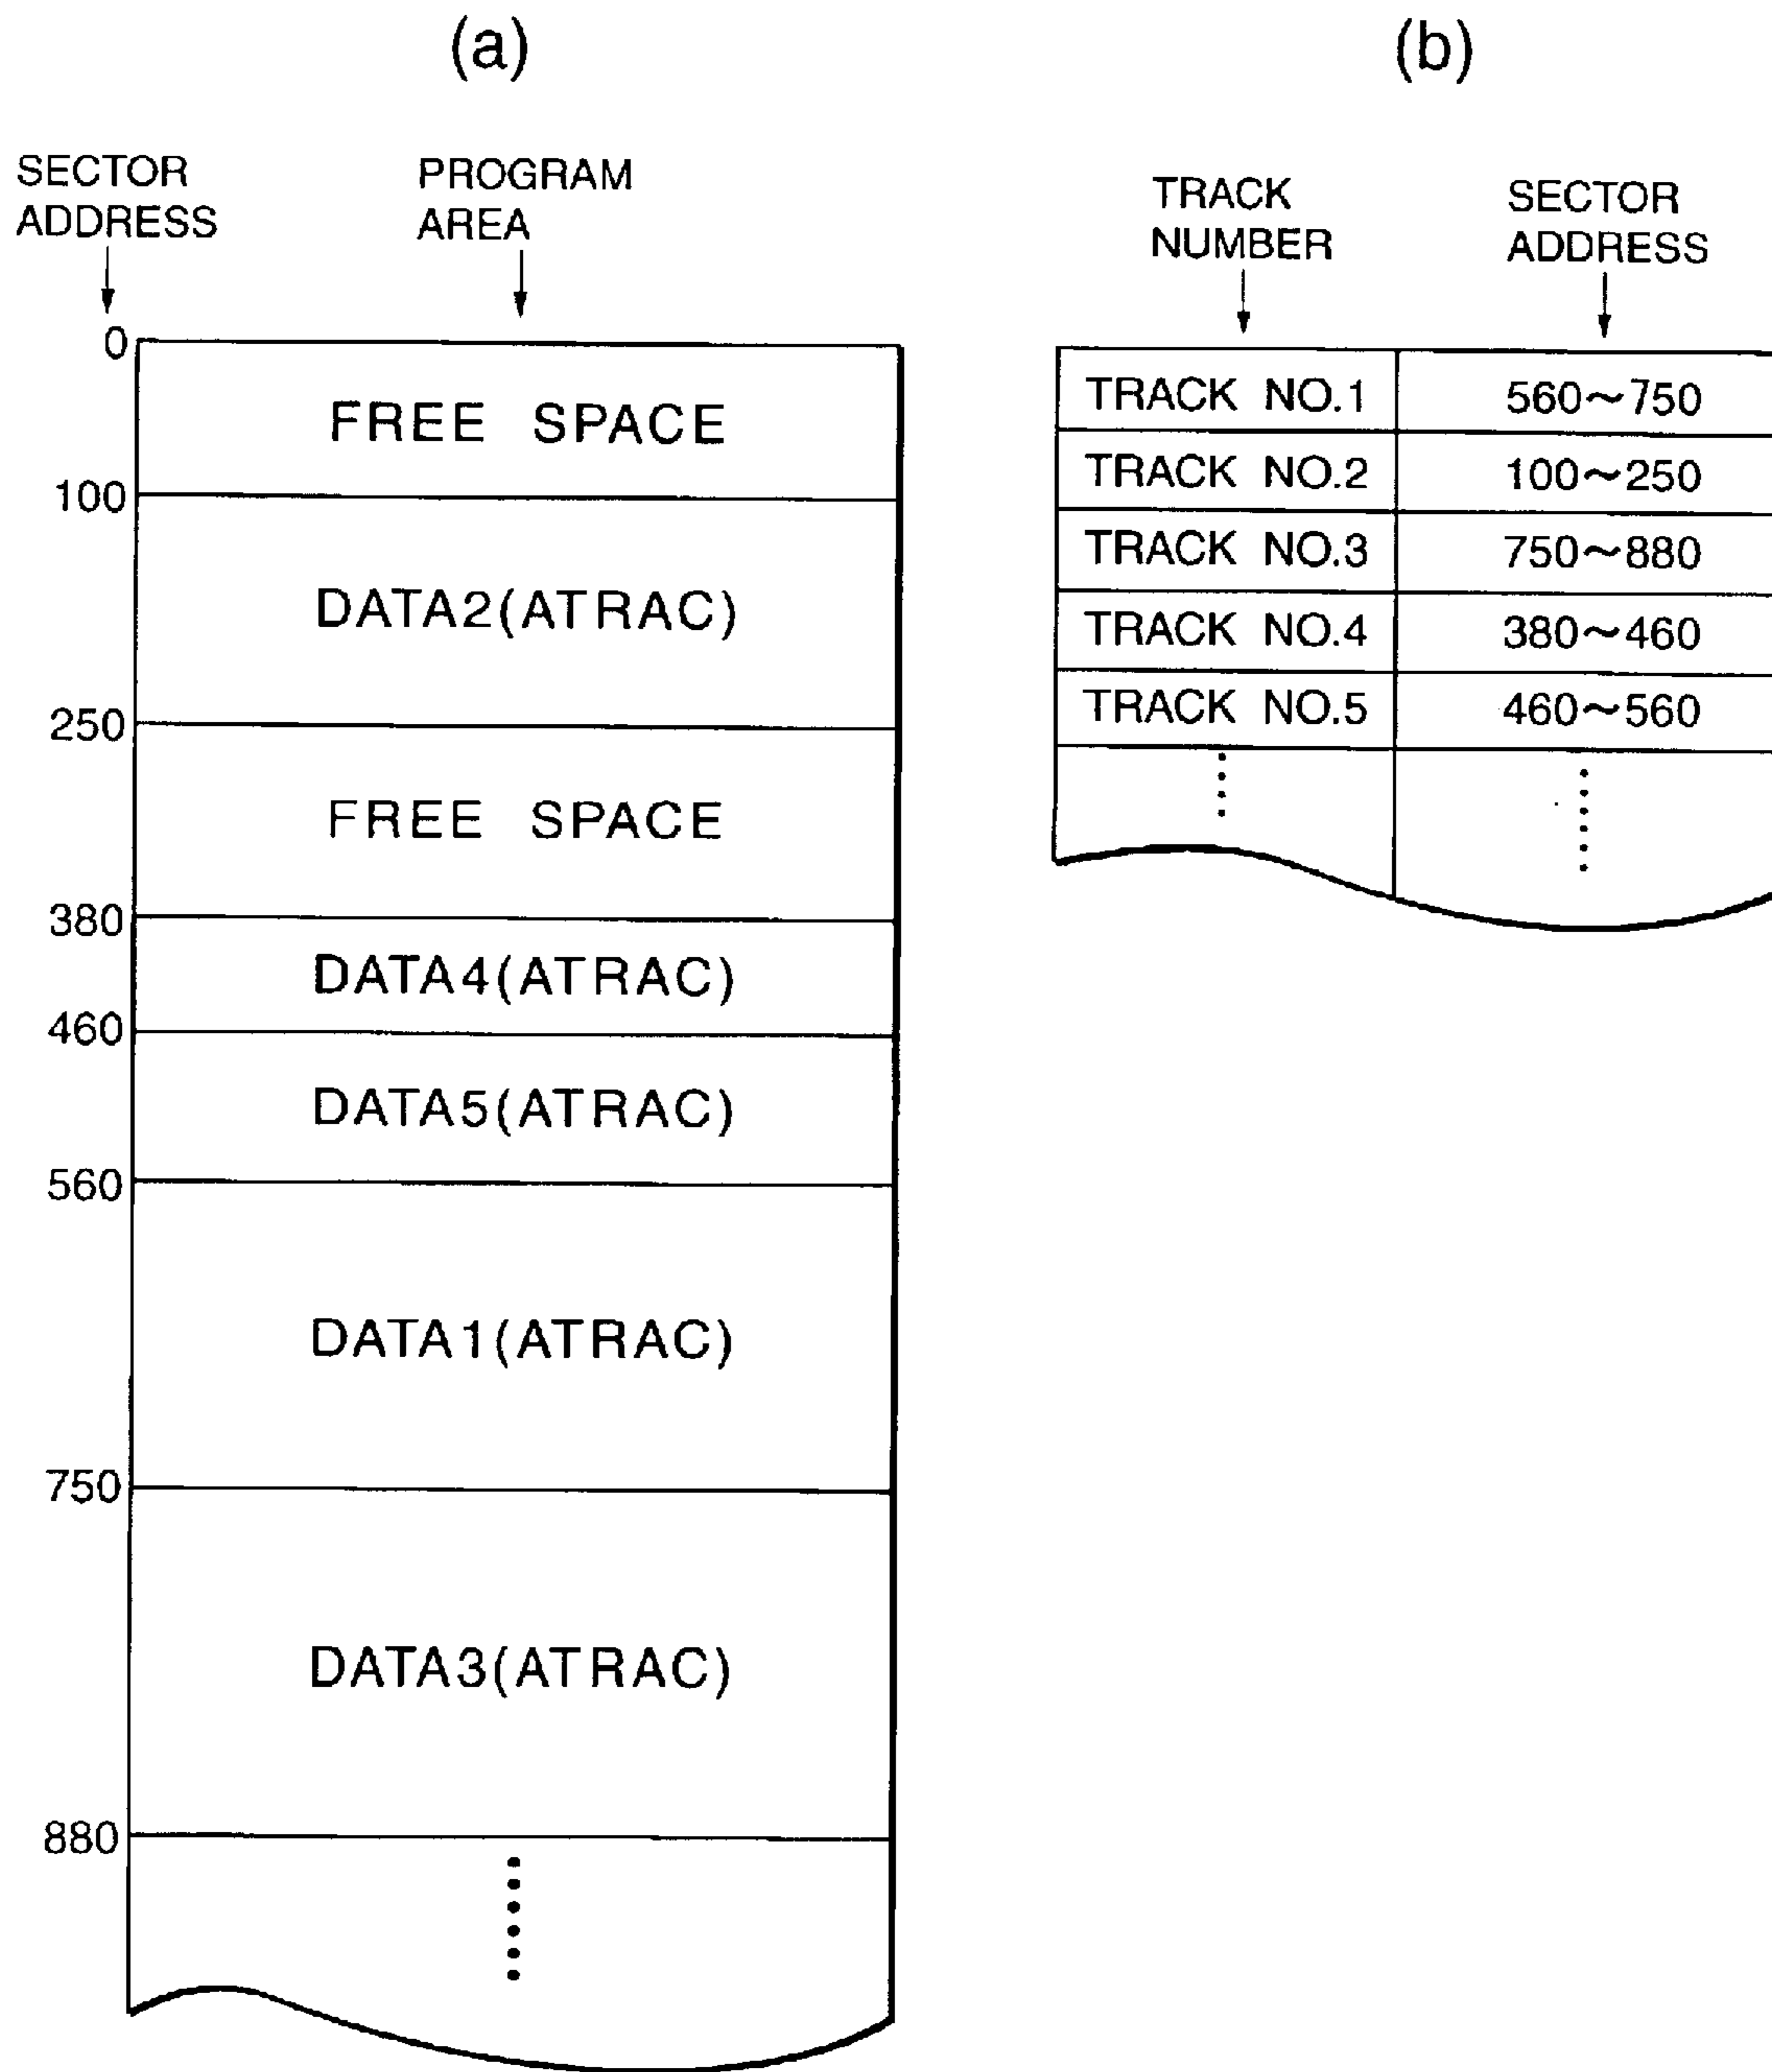 (a)
SECTOR
ADDRESS
PROGRAM
AREA
0
FREE SPACE
100
DATA2(ATRAC)
250
FREE SPACE
380
DATA4(ATRAC)
460
DATA5(ATRAC)
560
DATA1(ATRAC)
750
DATA3(ATRAC)
880
(b)
TRACK
NUMBER
SECTOR
ADDRESS
TRACK NO.1 560~750
TRACK NO.2 100~250
TRACK NO.3 750~880
TRACK NO.4 380~460
TRACK NO.5 460~560